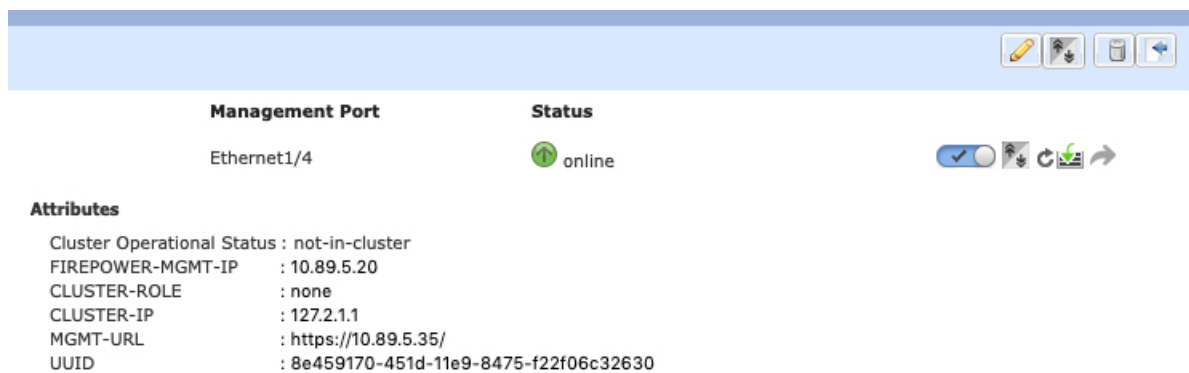 Management Port Status
Ethernet1/4 online
Attributes
Cluster Operational Status : not-in-cluster
FIREPOWER-MGMT-IP : 10.89.5.20
CLUSTER-ROLE : none
CLUSTER-IP : 127.2.1.1
MGMT-URL : https://10.89.5.35/
UUID : 8e459170-451d-11e9-8475-f22f06c32630